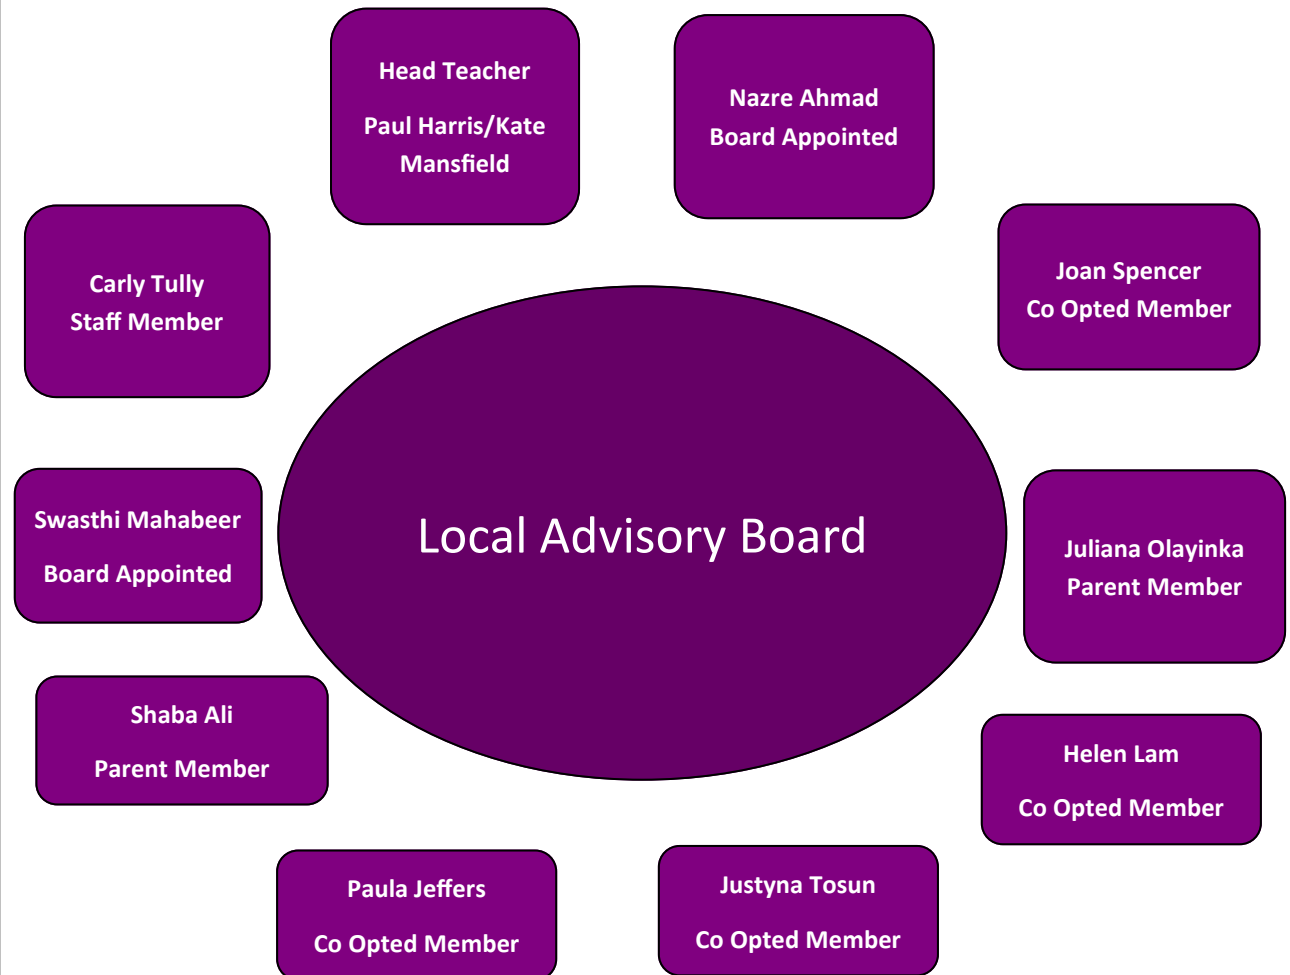 Head Teacher
Paul Harris/Kate
Mansfield
Nazre Ahmad
Board Appointed
Carly Tully
Staff Member
Joan Spencer
Co Opted Member
Local Advisory Board
Swasthi Mahabeer
Board Appointed
Juliana Olayinka
Parent Member
Shaba Ali
Parent Member
Helen Lam
Co Opted Member
Paula Jeffers
Co Opted Member
Justyna Tosun
Co Opted Member